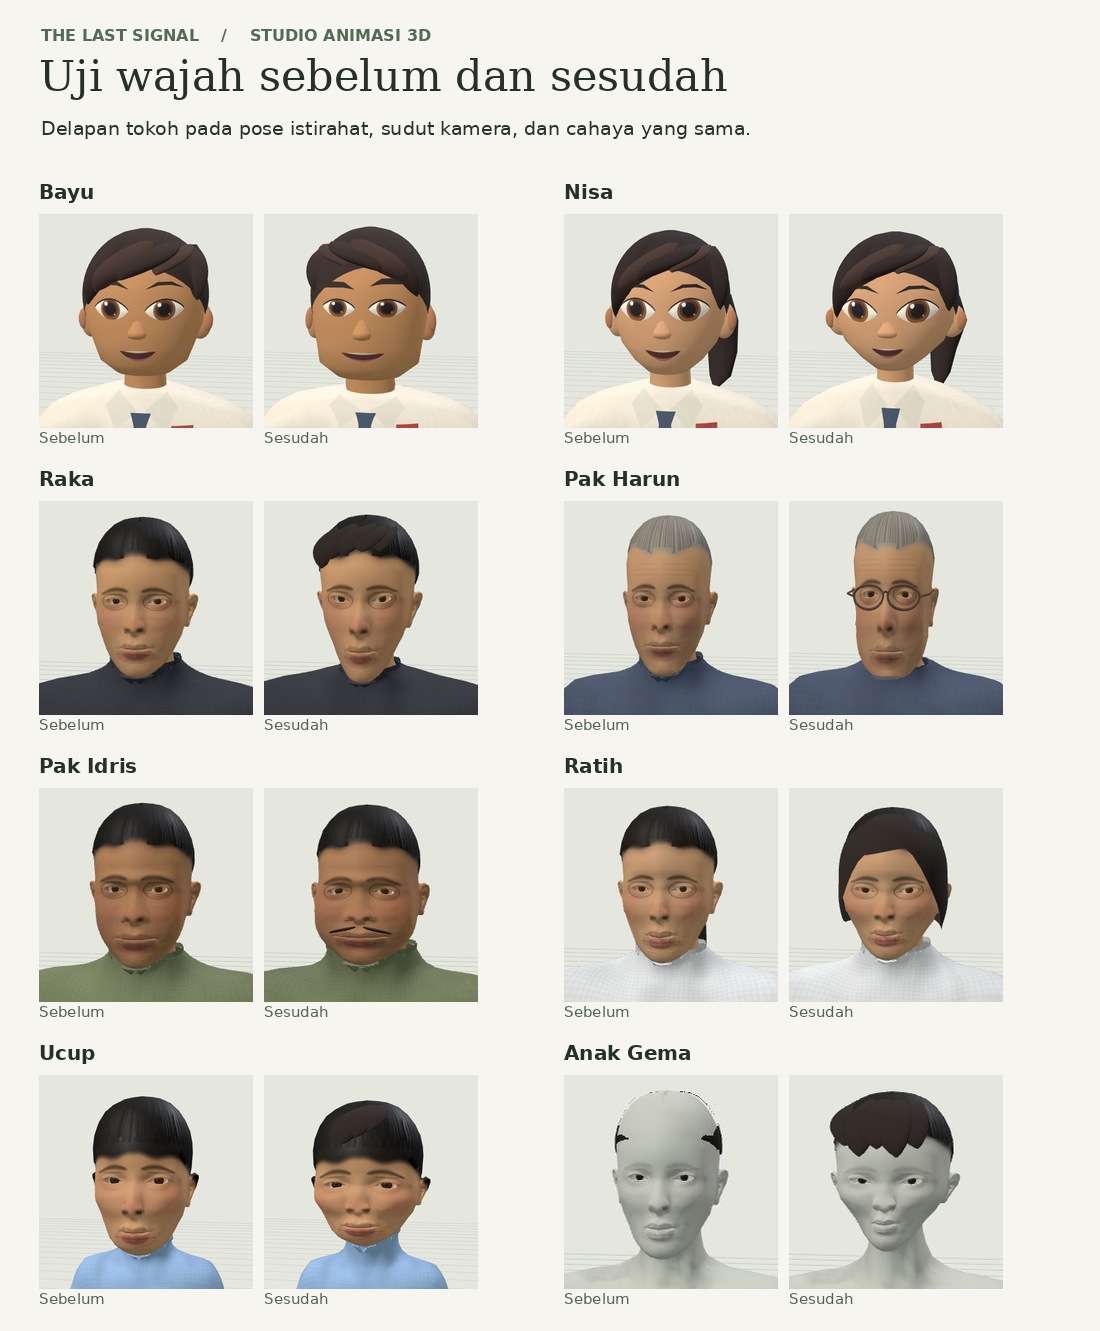 THE LAST SIGNAL / STUDIO ANIMASI 3D
Uji wajah sebelum dan sesudah
Delapan tokoh pada pose istirahat, sudut kamera, dan cahaya yang sama.
Bayu
Sebelum
Sesudah
Nisa
Sebelum
Sesudah
Raka
Sebelum
Sesudah
Pak Harun
Sebelum
Sesudah
Pak Idris
Sebelum
Sesudah
Ratih
Sebelum
Sesudah
Ucup
Sebelum
Sesudah
Anak Gema
Sebelum
Sesudah